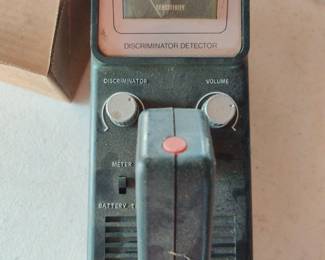 SENSITIVITY
DISCRIMINATOR DETECTOR
DISCRIMINATOR VOLUME
METER
BATTERY